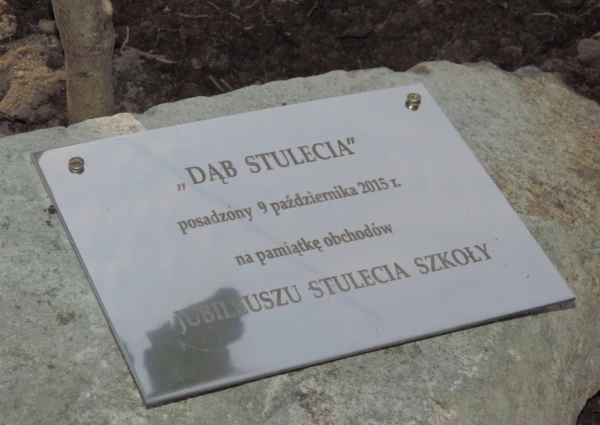 „DĄB STULECIA”
posadzony 9 października 2015 r.
na pamiątkę obchodów
JUBILEUSZU STULECIA SZKOŁY